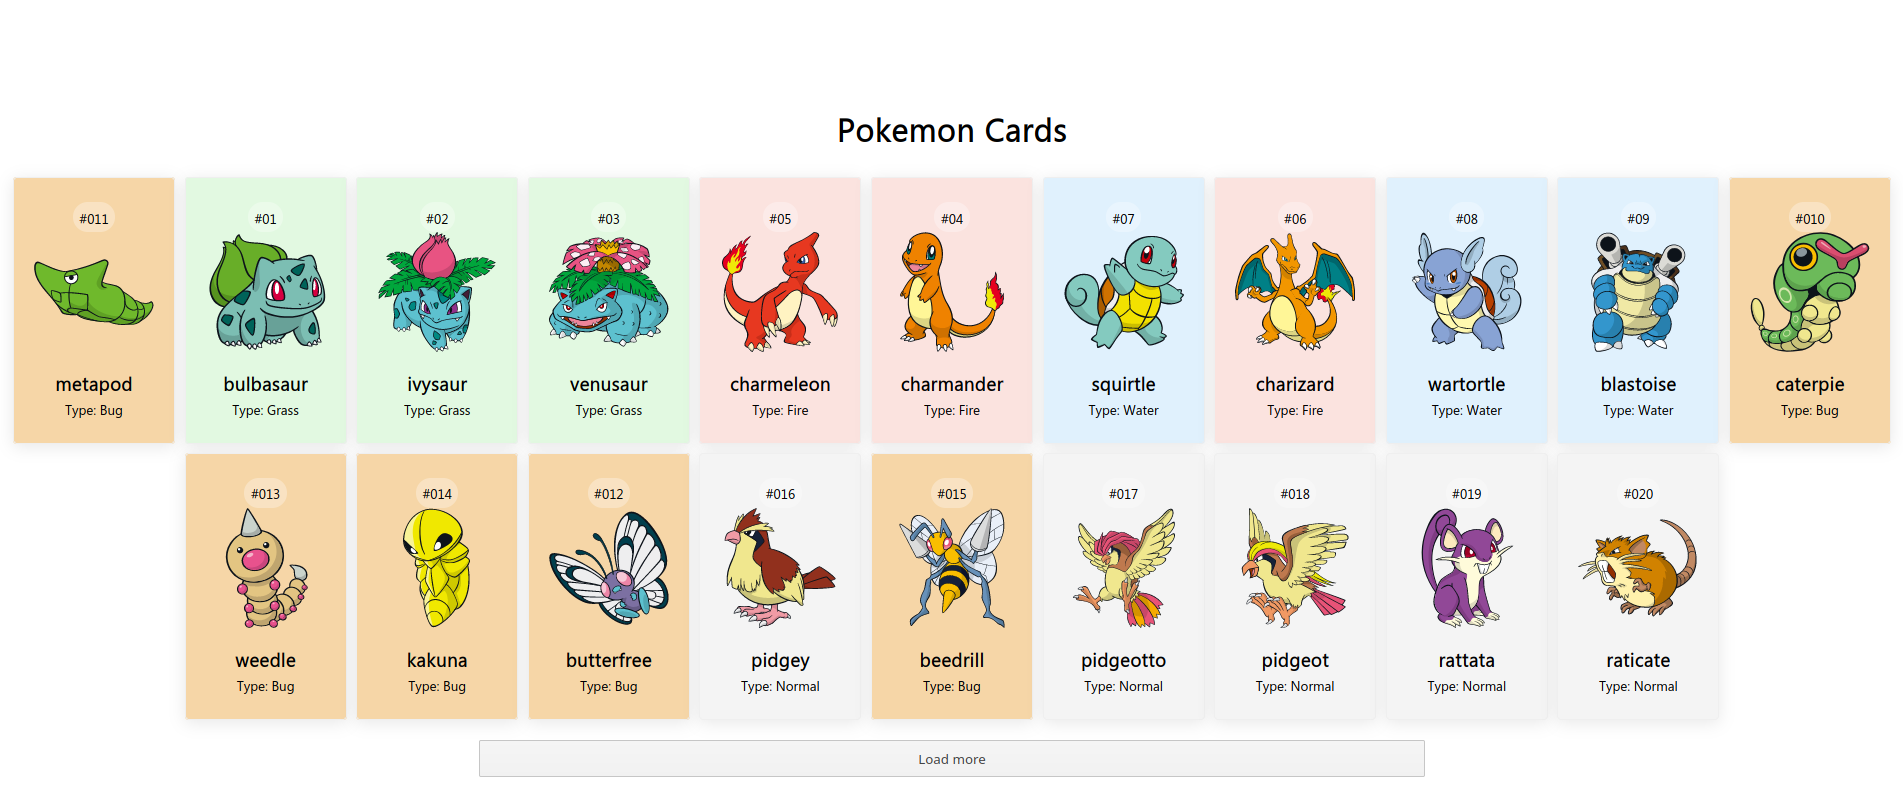 Pokemon Cards
#011
metapod
Type: Bug
#01
bulbasaur
Type: Grass
#02
ivysaur
Type: Grass
#03
venusaur
Type: Grass
#05
charmeleon
Type: Fire
#04
charmander
Type: Fire
#07
squirtle
Type: Water
#06
charizard
Type: Fire
#08
wartortle
Type: Water
#09
blastoise
Type: Water
#010
caterpie
Type: Bug
#013
weedle
Type: Bug
#014
kakuna
Type: Bug
#012
butterfree
Type: Bug
#016
pidgey
Type: Normal
#015
beedrill
Type: Bug
#017
pidgeotto
Type: Normal
#018
pidgeot
Type: Normal
#019
rattata
Type: Normal
#020
raticate
Type: Normal
Load more